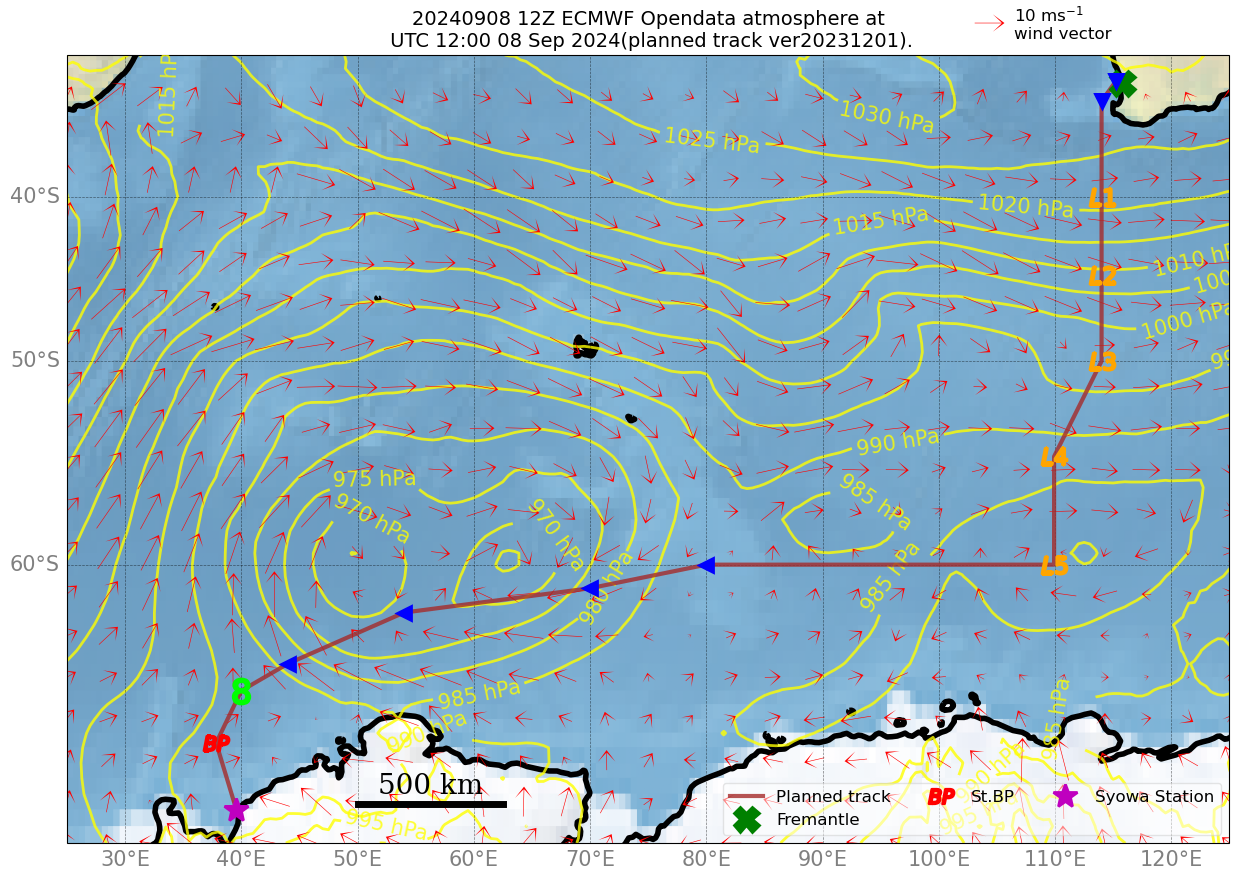 20240908 12Z ECMWF Opendata atmosphere at
UTC 12:00 08 Sep 2024(planned track ver20231201).
10 ms⁻¹
wind vector
1015 hP
1030 hPa
1025 hPa
40°S
L1
1020 hPa
1015 hPa
1010 hP
L2
100
1000 hPa
50°S
L3
99
990 hPa
L4
975 hPa
970 hPa
970 hPa
985 hPa
60°S
L5
980 hPa
985 hPa
8
985 hPa
BP
980 hPa
85 hPa
500 km
995 hPa
Planned track
BP St.BP
Syowa Station
Fremantle
30°E 40°E 50°E 60°E 70°E 80°E 90°E 100°E 110°E 120°E